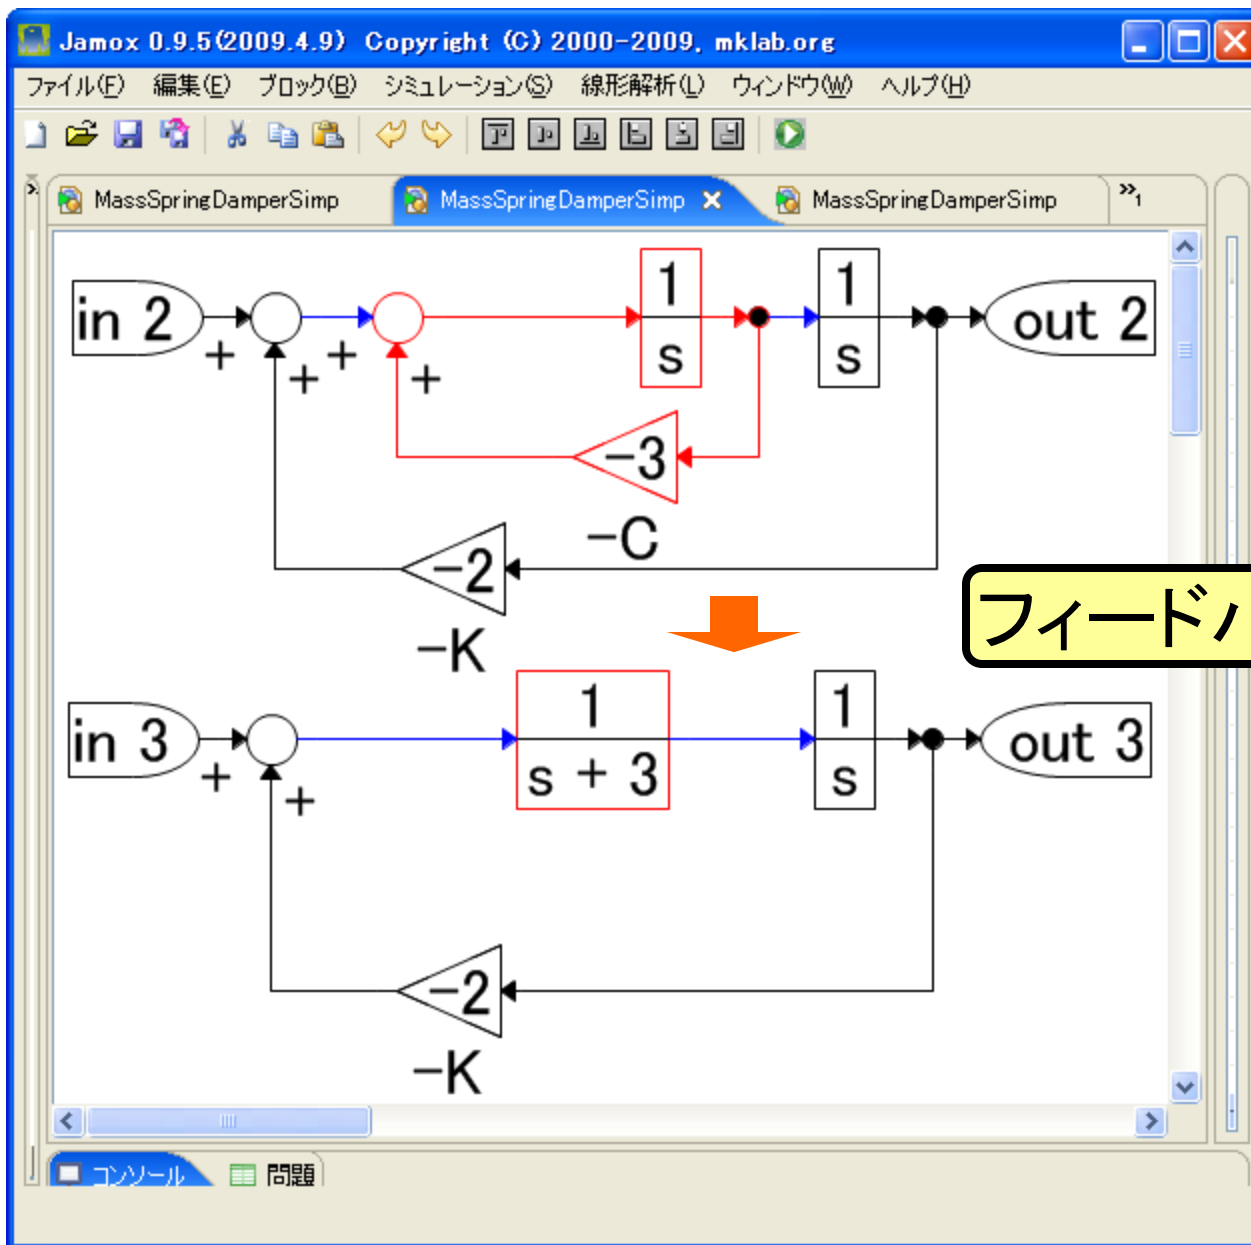 Jamox 0.9.5(2009.4.9) Copyright (C) 2000-2009, mklab.org
ファイル(F) 編集(E) ブロック(B) シミュレーション(S) 線形解析(L) ウィンドウ(W) ヘルプ(H)
MassSpringDamperSimp MassSpringDamperSimp MassSpringDamperSimp »1
in 2
+
+
+
+
1
s
1
s
out 2
-3
-C
-2
-K
フィードバ
in 3
+
+
1
s + 3
1
s
out 3
-2
-K
コンソール 問題